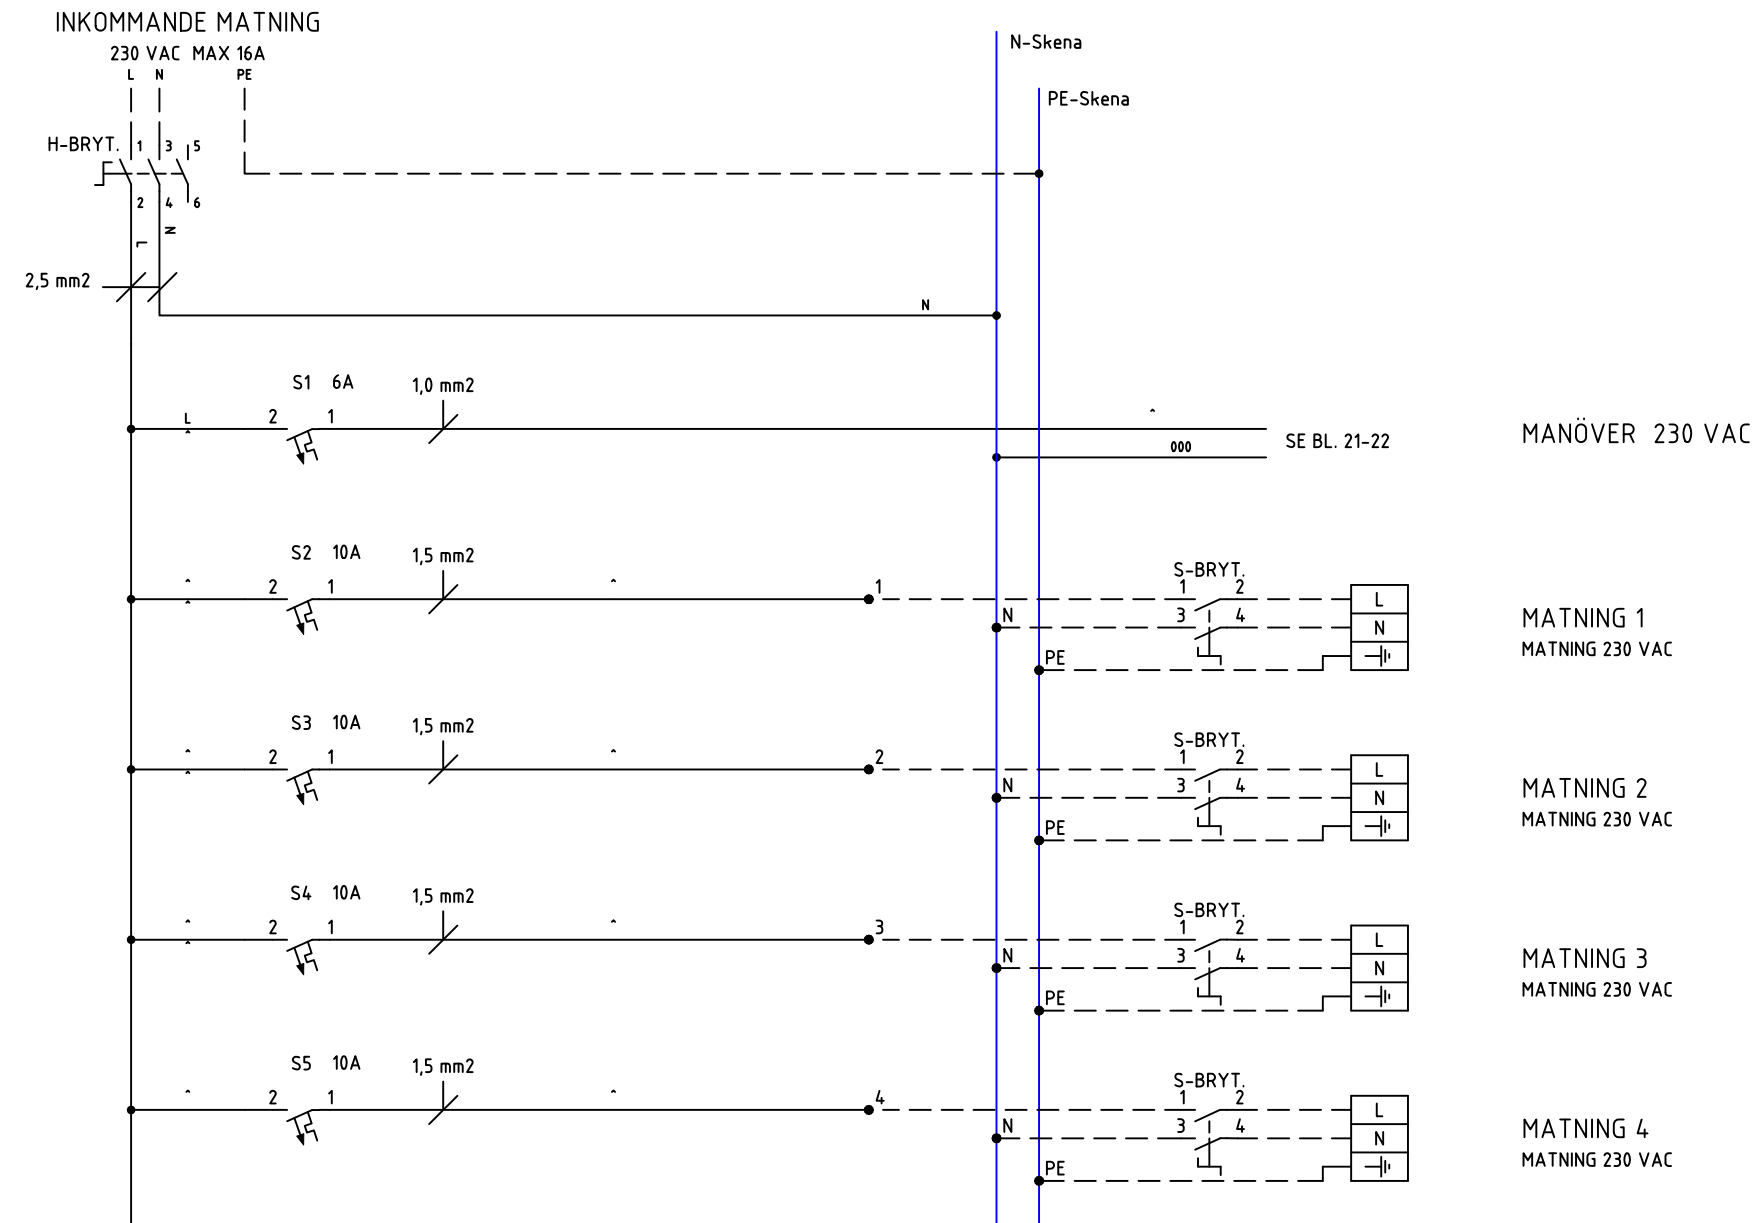 INKOMMANDE MATNING
230 VAC MAX 16A
L N PE
N-Skena
PE-Skena
H-BRYT. 1 3 5
2 4 6
L N
2,5 mm2
N
S1 6A 1,0 mm2
L 2 1
000
SE BL. 21-22
MANÖVER 230 VAC
S2 10A 1,5 mm2
2 1 1
S-BRYT.
1 2
N 3 4
PE
L
N
MATNING 1
MATNING 230 VAC
S3 10A 1,5 mm2
2 1 2
S-BRYT.
1 2
N 3 4
PE
L
N
MATNING 2
MATNING 230 VAC
S4 10A 1,5 mm2
2 1 3
S-BRYT.
1 2
N 3 4
PE
L
N
MATNING 3
MATNING 230 VAC
S5 10A 1,5 mm2
2 1 4
S-BRYT.
1 2
N 3 4
PE
L
N
MATNING 4
MATNING 230 VAC